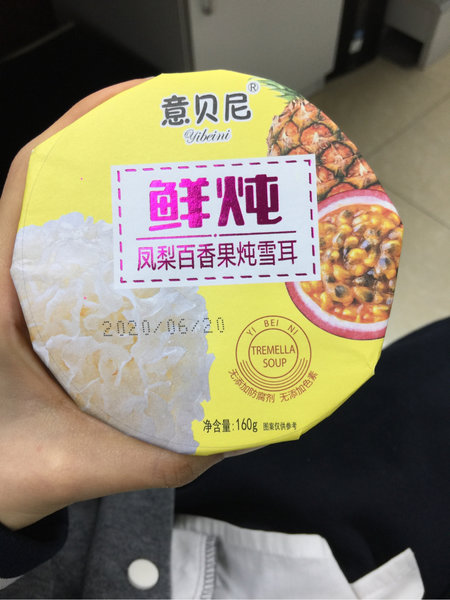 意贝尼®
Yibeini
鲜炖
凤梨百香果炖雪耳
2020/06/20
YI BEI NI
TREMELLA
SOUP
无添加防腐剂 无添加色素
净含量:160g 图案仅供参考